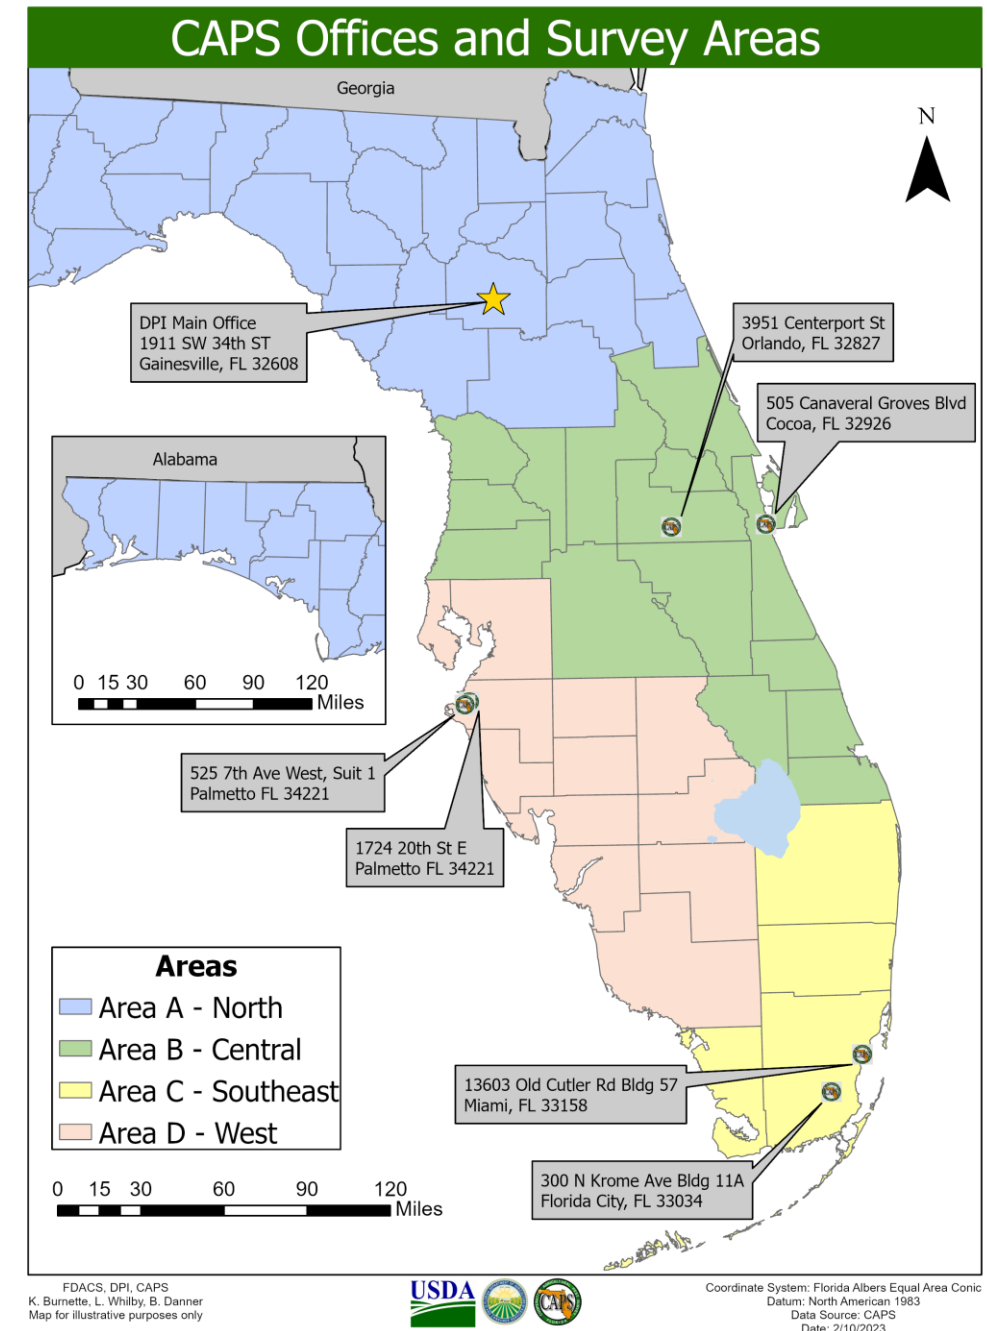 CAPS Offices and Survey Areas
Georgia
N
DPI Main Office
1911 SW 34th ST
Gainesville, FL 32608
3951 Centerport St
Orlando, FL 32827
505 Canaveral Groves Blvd
Cocoa, FL 32926
Alabama
0 15 30 60 90 120
Miles
525 7th Ave West, Suit 1
Palmetto FL 34221
1724 20th St E
Palmetto FL 34221
Areas
Area A - North
Area B - Central
Area C - Southeast
Area D - West
13603 Old Cutler Rd Bldg 57
Miami, FL 33158
300 N Krome Ave Bldg 11A
Florida City, FL 33034
0 15 30 60 90 120
Miles
FDACS, DPI, CAPS
K. Burnette, L. Whilby, B. Danner
Map for illustrative purposes only
USDA
CAPS
Coordinate System: Florida Albers Equal Area Conic
Datum: North American 1983
Data Source: CAPS
Date: 2/10/2023